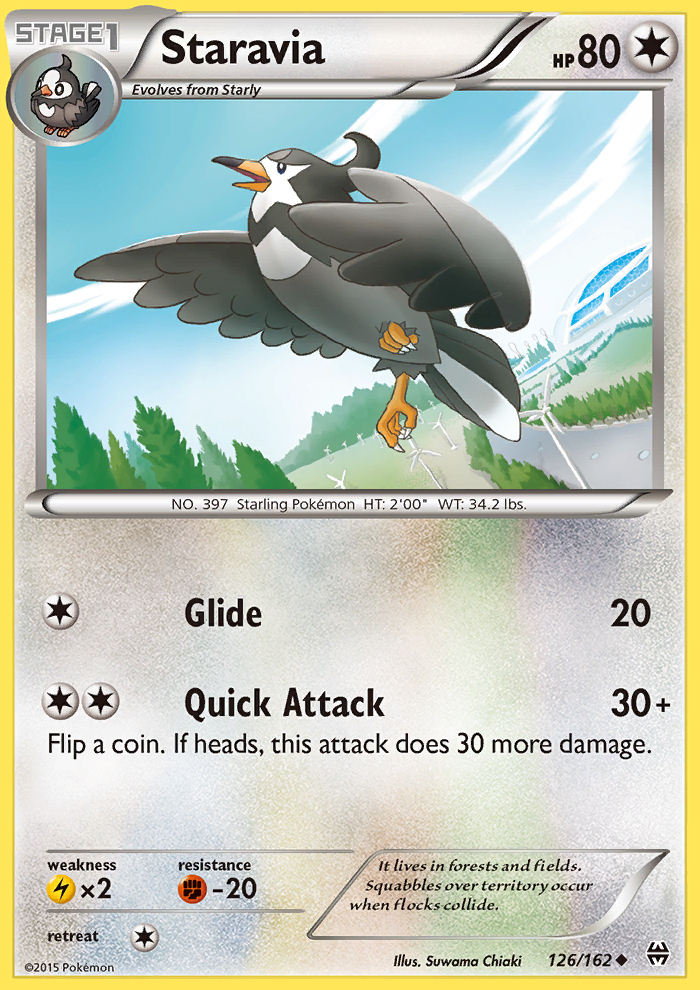 STAGE1
Staravia
HP80
Evolves from Starly
NO. 397 Starling Pokémon HT: 2'00" WT: 34.2 lbs.
Glide 20
Quick Attack 30+
Flip a coin. If heads, this attack does 30 more damage.
weakness resistance
×2 -20
It lives in forests and fields.
Squabbles over territory occur
when flocks collide.
retreat
Illus. Suwama Chiaki 126/162
©2015 Pokémon